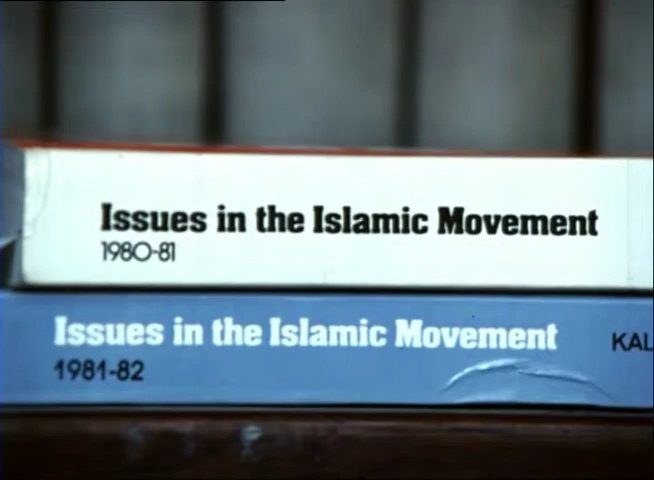 Issues in the Islamic Movement
1980-81
Issues in the Islamic Movement KAL
1981-82